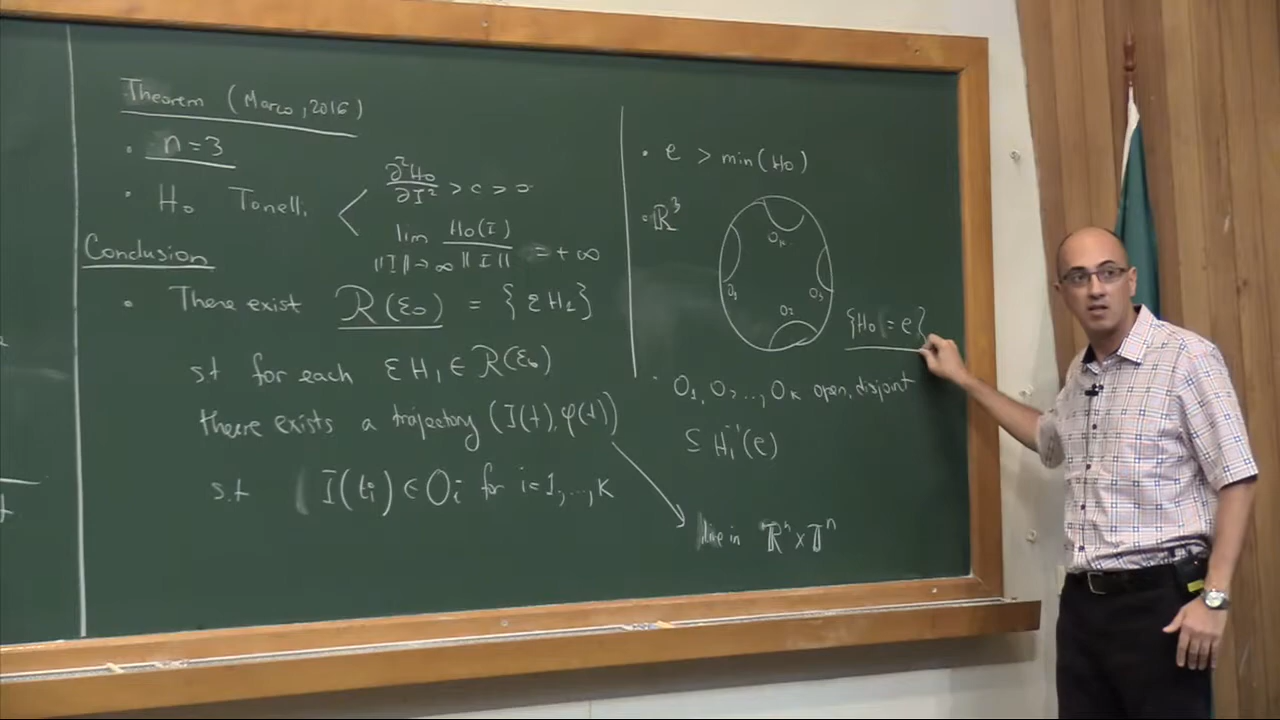 Theorem (Marco, 2016)
• n=3
• H₀ Tonelli < ∂²H₀/∂I² > c > 0
lim ‖I‖→∞ H₀(I)/‖I‖ = +∞
Conclusion
• There exist R(ε₀) = {εH₁}
st for each εH₁ ∈ R(ε₀)
there exists a trajectory (I(t), φ(t))
s.t I(tᵢ) ∈ Oᵢ for i=1,...,K
• e > min(H₀)
• ℝ³
O₁
O₂
O₃
{H₀ = e}
• O₁, O₂, ..., Oₖ open, disjoint
⊆ H₁⁻¹(e)
live in ℝⁿ × 𝕋ⁿ